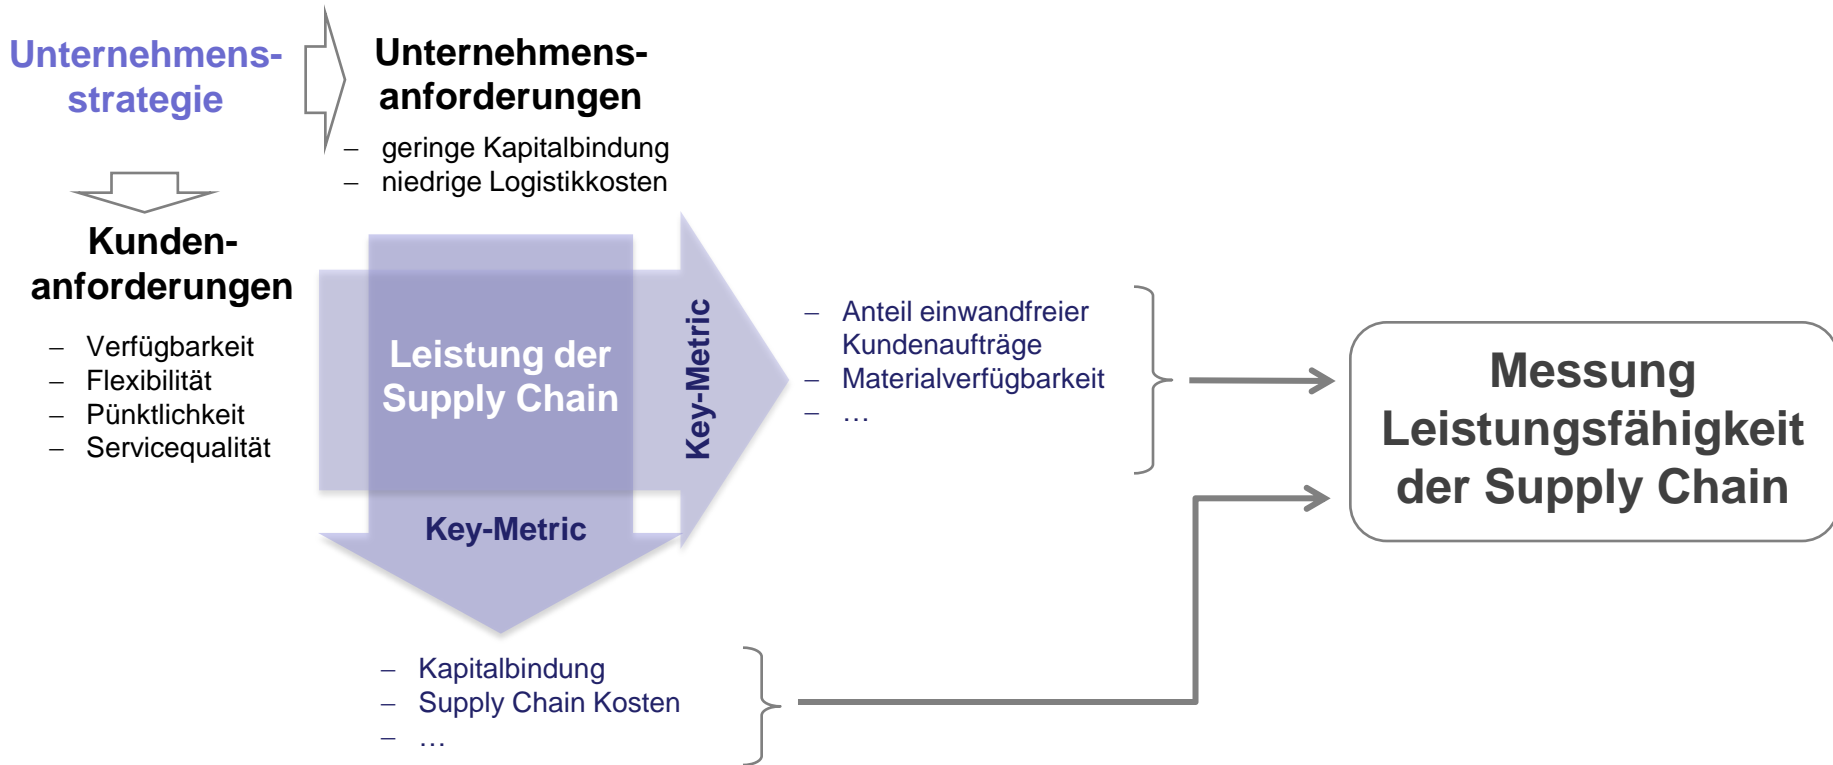 Unternehmens-
strategie
Unternehmens-
anforderungen
– geringe Kapitalbindung
– niedrige Logistikkosten
Kunden-
anforderungen
– Verfügbarkeit
– Flexibilität
– Pünktlichkeit
– Servicequalität
Leistung der
Supply Chain
Key-Metric
Key-Metric
– Anteil einwandfreier
Kundenaufträge
– Materialverfügbarkeit
– …
– Kapitalbindung
– Supply Chain Kosten
– …
Messung
Leistungsfähigkeit
der Supply Chain